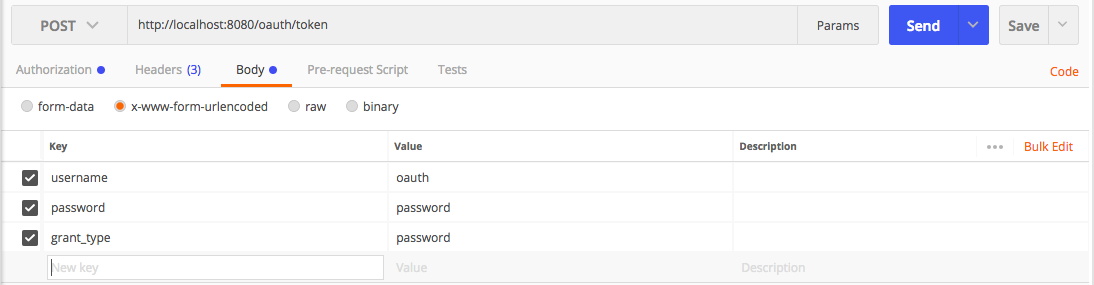 POST http://localhost:8080/oauth/token Params Send Save
Authorization Headers (3) Body Pre-request Script Tests Code
form-data x-www-form-urlencoded raw binary
Key Value Description ••• Bulk Edit
username oauth
password password
grant_type password
New key Value Description